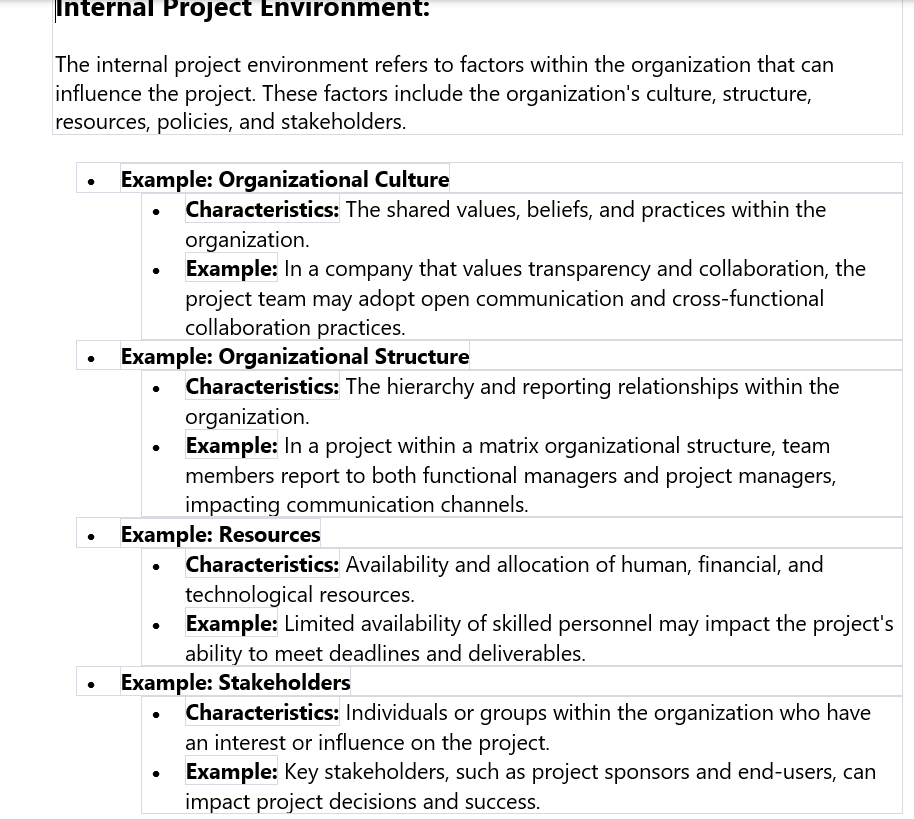 Internal Project Environment:
The internal project environment refers to factors within the organization that can
influence the project. These factors include the organization's culture, structure,
resources, policies, and stakeholders.
• Example: Organizational Culture
• Characteristics: The shared values, beliefs, and practices within the
organization.
• Example: In a company that values transparency and collaboration, the
project team may adopt open communication and cross-functional
collaboration practices.
• Example: Organizational Structure
• Characteristics: The hierarchy and reporting relationships within the
organization.
• Example: In a project within a matrix organizational structure, team
members report to both functional managers and project managers,
impacting communication channels.
• Example: Resources
• Characteristics: Availability and allocation of human, financial, and
technological resources.
• Example: Limited availability of skilled personnel may impact the project's
ability to meet deadlines and deliverables.
• Example: Stakeholders
• Characteristics: Individuals or groups within the organization who have
an interest or influence on the project.
• Example: Key stakeholders, such as project sponsors and end-users, can
impact project decisions and success.